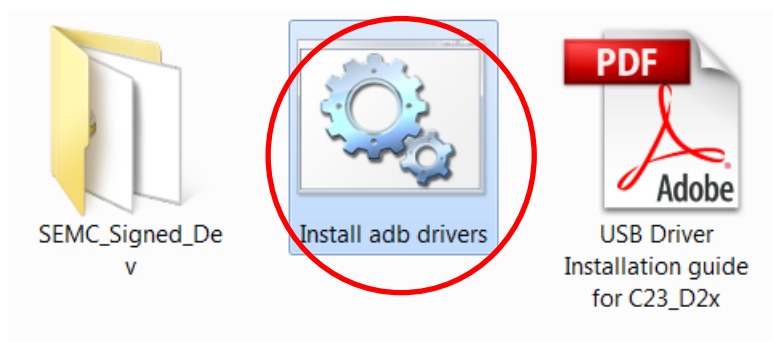 PDF
Adobe
SEMC_Signed_De
v
Install adb drivers
USB Driver
Installation guide
for C23_D2x